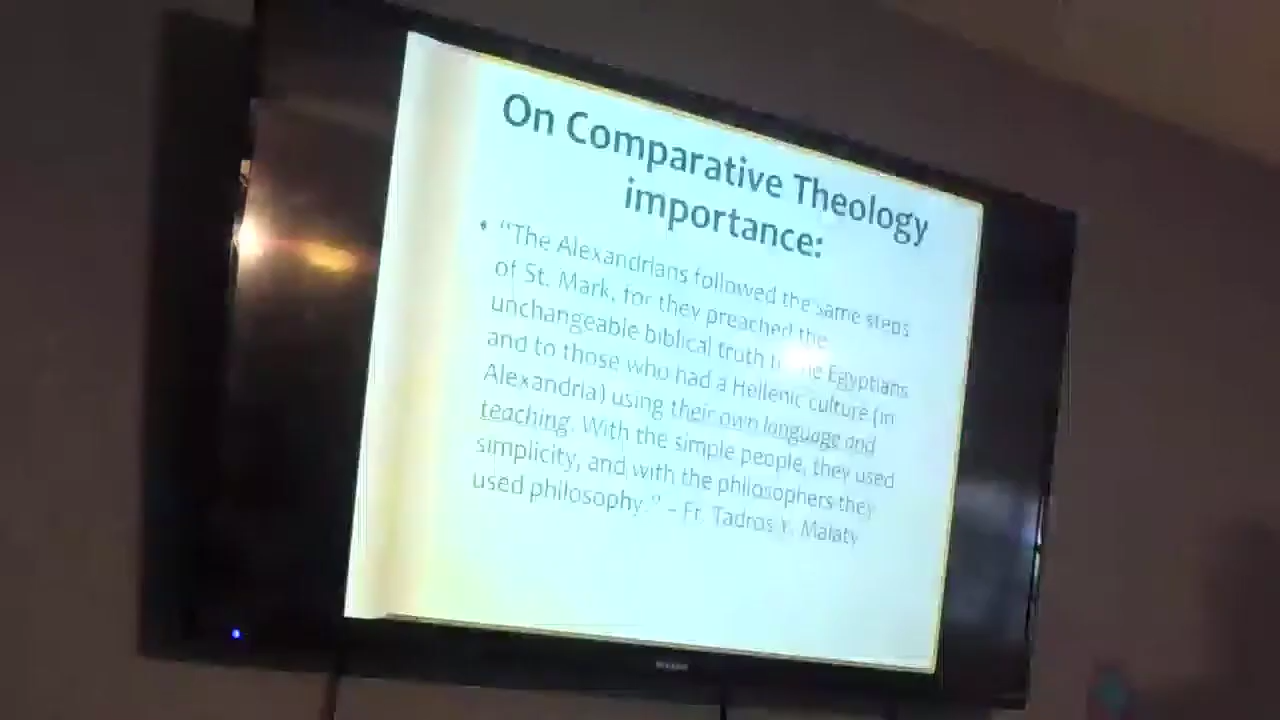 On Comparative Theology
importance:
• “The Alexandrians followed the same steps
of St. Mark, for they preached the
unchangeable biblical truth to the Egyptians
and to those who had a Hellenic culture (in
Alexandria) using their own language and
teaching. With the simple people, they used
simplicity, and with the philosophers they
used philosophy.” – Fr. Tadros Y. Malaty